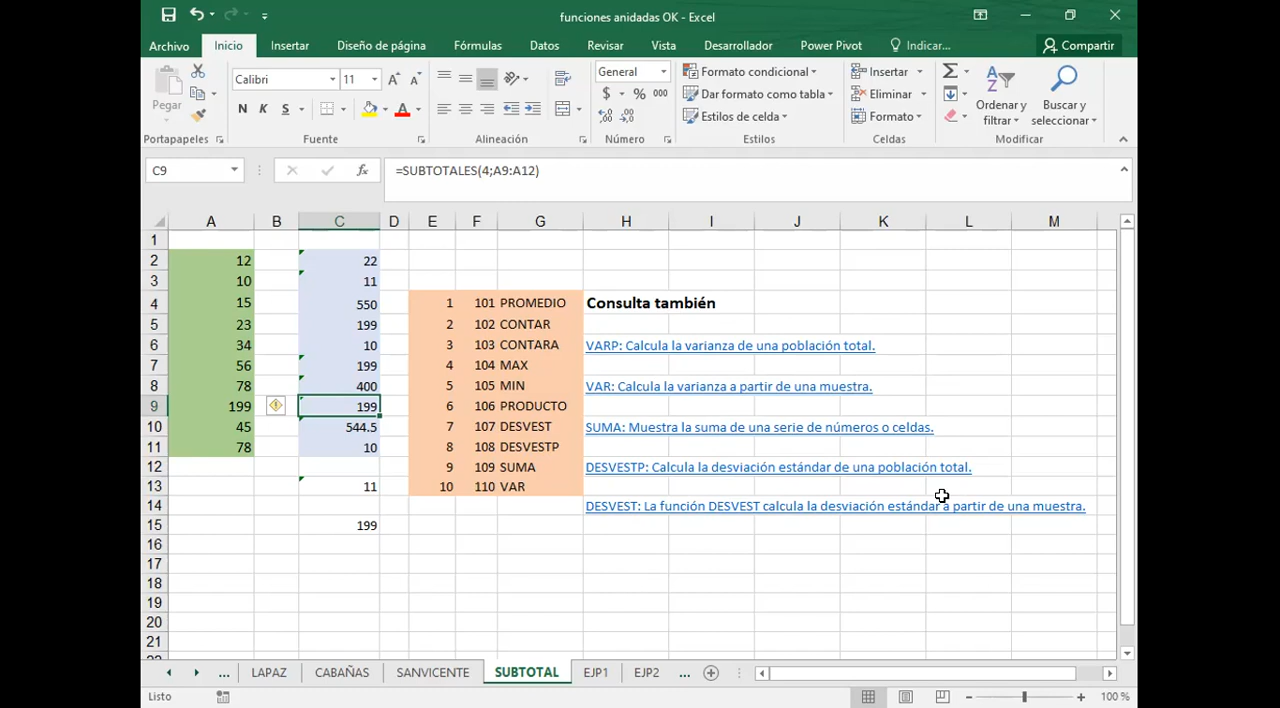 funciones anidadas OK - Excel
Archivo Inicio Insertar Diseño de página Fórmulas Datos Revisar Vista Desarrollador Power Pivot Indicar... Compartir
Calibri 11 General Formato condicional Insertar
Pegar N K S $ % 000 Dar formato como tabla Eliminar Ordenar y filtrar Buscar y seleccionar
Estilos de celda Formato
Portapapeles Fuente Alineación Número Estilos Celdas Modificar
C9 fx =SUBTOTALES(4;A9:A12)
A B C D E F G H I J K L M
1
2 12 22
3 10 11
4 15 550 1 101 PROMEDIO Consulta también
5 23 199 2 102 CONTAR
6 34 10 3 103 CONTARA VARP: Calcula la varianza de una población total.
7 56 199 4 104 MAX
8 78 400 5 105 MIN VAR: Calcula la varianza a partir de una muestra.
9 199 199 6 106 PRODUCTO
10 45 544.5 7 107 DESVEST SUMA: Muestra la suma de una serie de números o celdas.
11 78 10 8 108 DESVESTP
12 9 109 SUMA DESVESTP: Calcula la desviación estándar de una población total.
13 11 10 110 VAR
14 DESVEST: La función DESVEST calcula la desviación estándar a partir de una muestra.
15 199
16
17
18
19
20
21
22
... LAPAZ CABAÑAS SANVICENTE SUBTOTAL EJP1 EJP2 ...
Listo 100 %